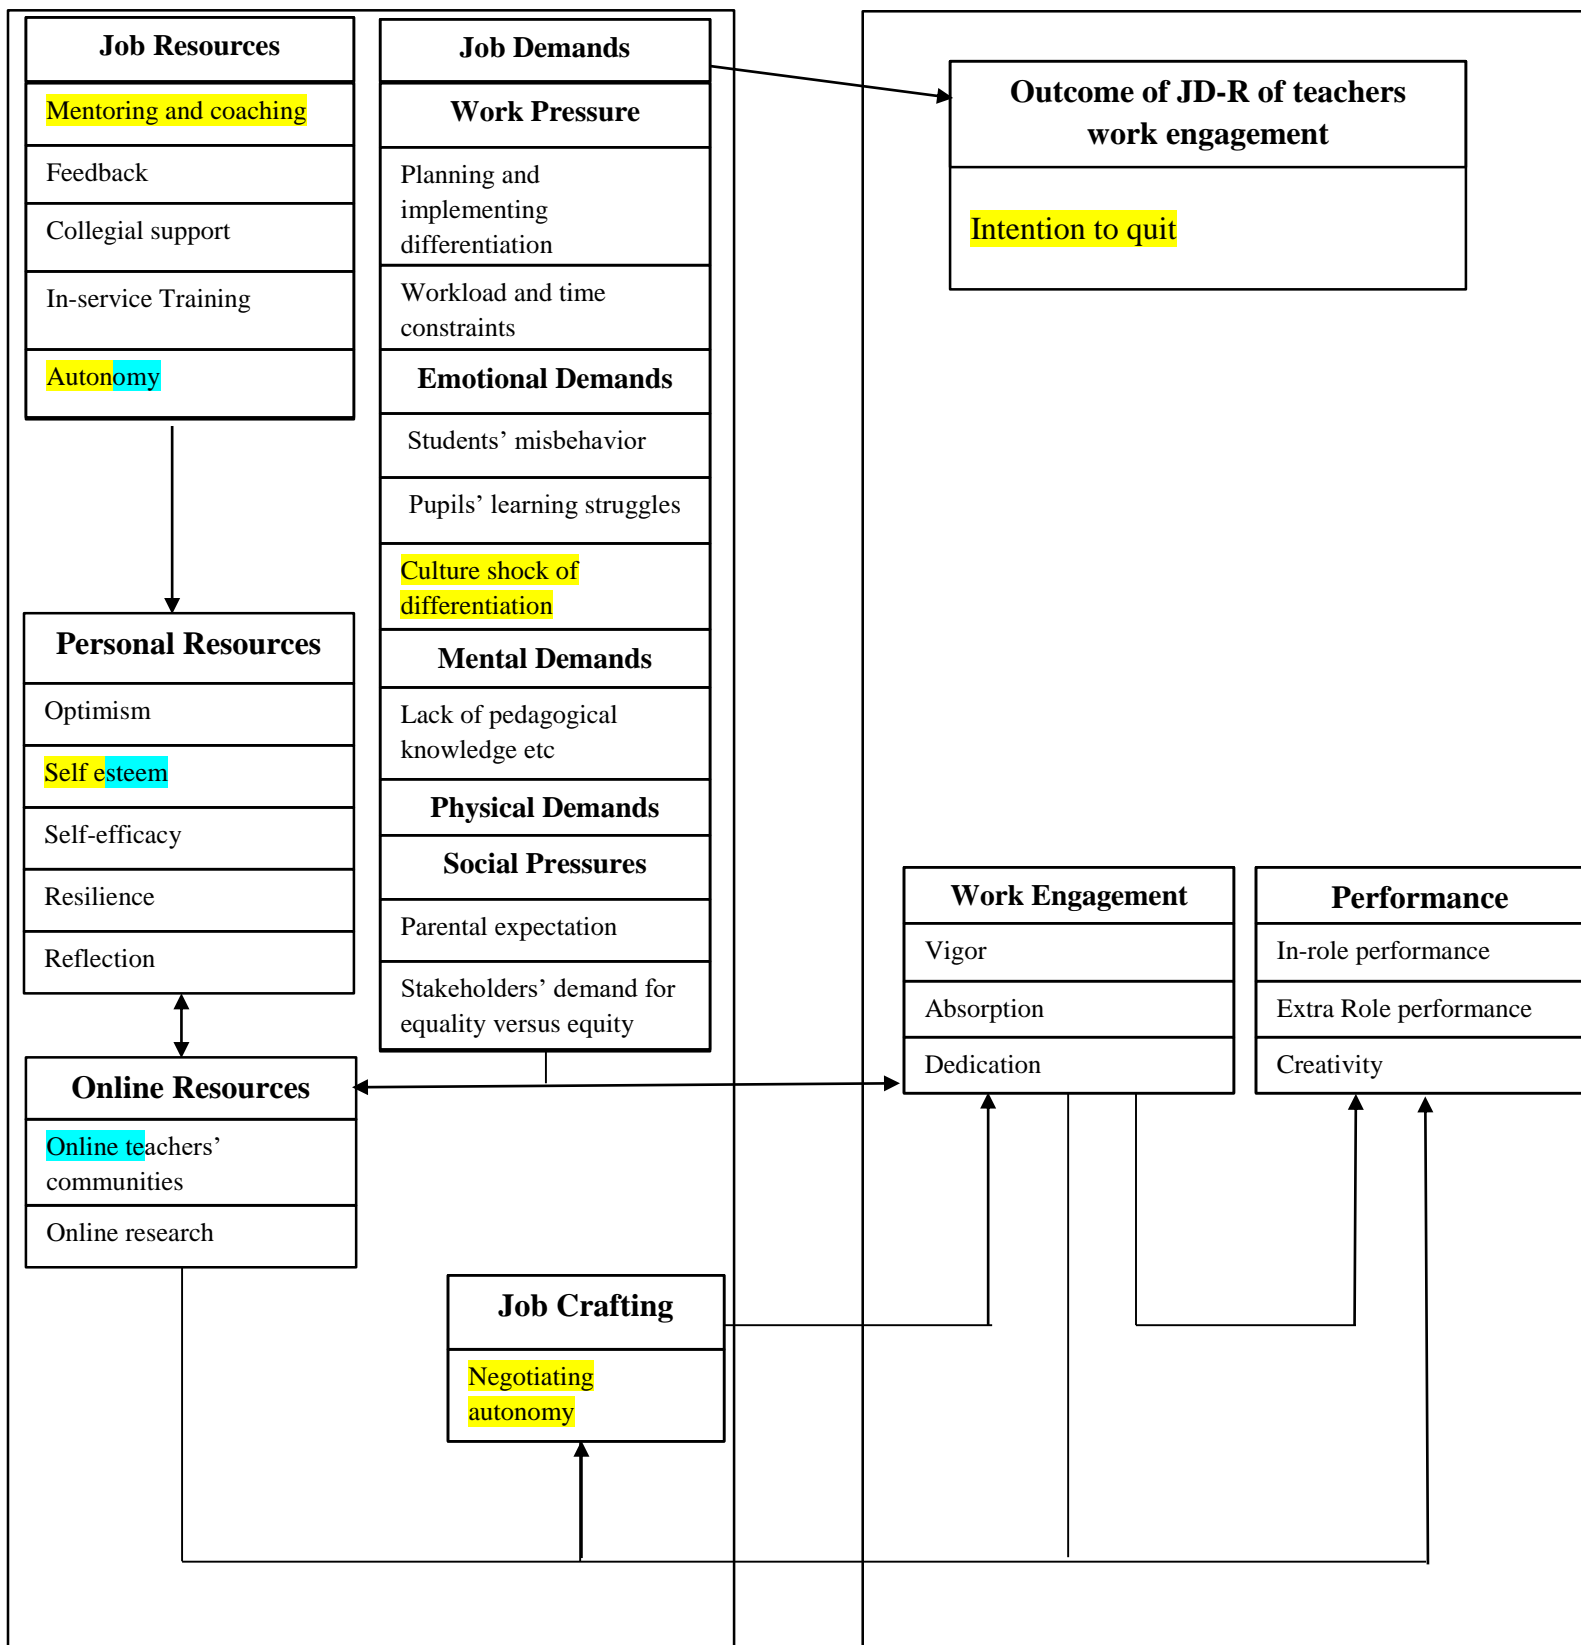 Job Resources
Mentoring and coaching
Feedback
Collegial support
In-service Training
Autonomy
Personal Resources
Optimism
Self esteem
Self-efficacy
Resilience
Reflection
Online Resources
Online teachers’
communities
Online research
Job Demands
Work Pressure
Planning and
implementing
differentiation
Workload and time
constraints
Emotional Demands
Students’ misbehavior
Pupils’ learning struggles
Culture shock of
differentiation
Mental Demands
Lack of pedagogical
knowledge etc
Physical Demands
Social Pressures
Parental expectation
Stakeholders’ demand for
equality versus equity
Job Crafting
Negotiating
autonomy
Outcome of JD-R of teachers
work engagement
Intention to quit
Work Engagement
Vigor
Absorption
Dedication
Performance
In-role performance
Extra Role performance
Creativity